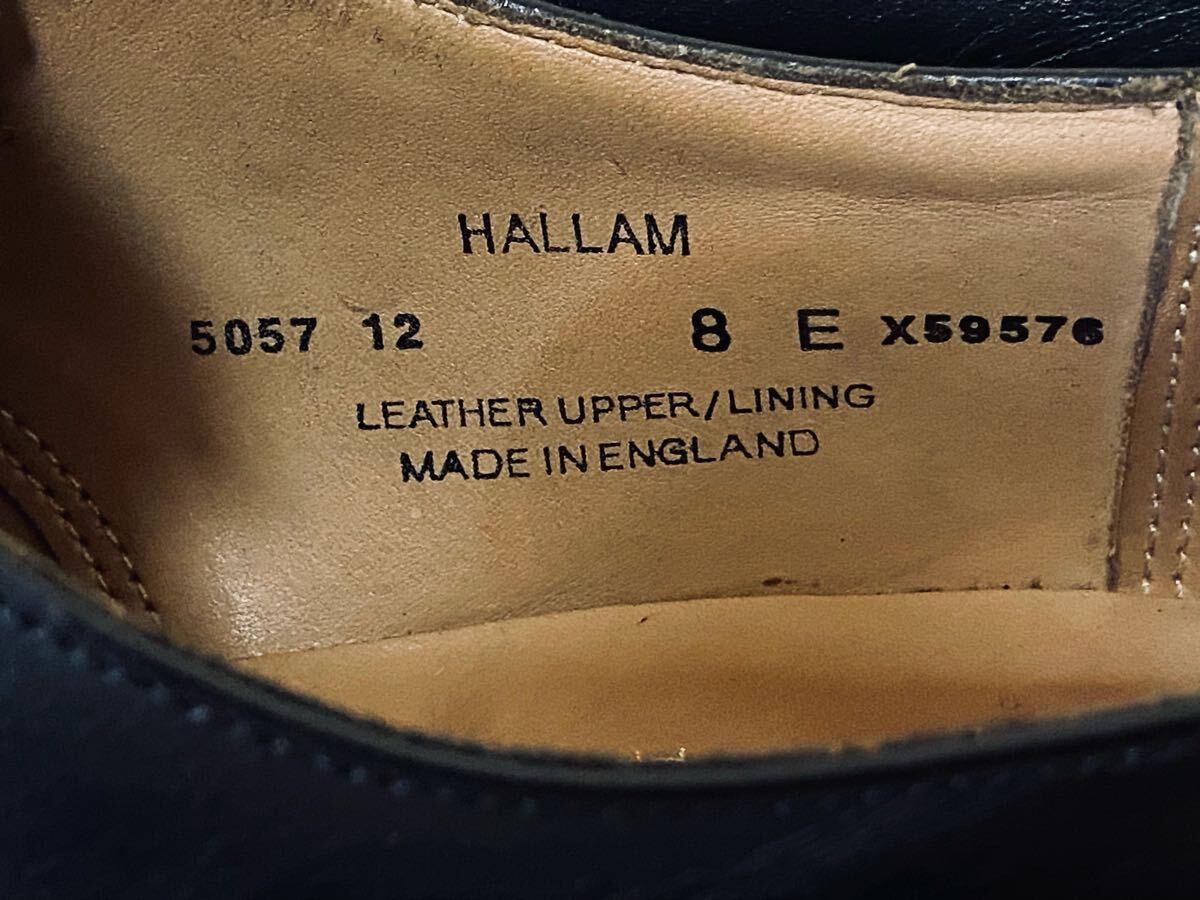 HALLAM
5057 12 8 E X59576
LEATHER UPPER/LINING
MADE IN ENGLAND